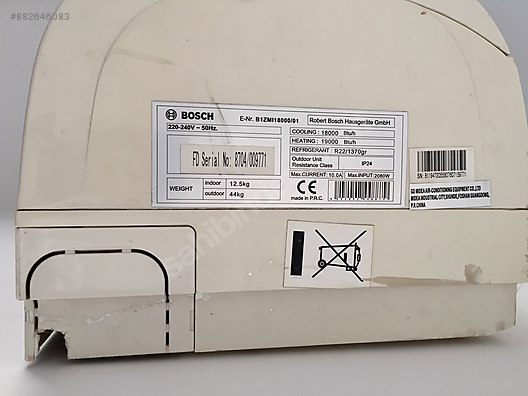 #882646083
BOSCH
E-Nr. B1ZMI18000/01
Robert Bosch Hausgeräte GmbH
220-240V ~ 50Hz.
COOLING : 18000 Btu/h
HEATING : 19000 Btu/h
REFRIGERANT : R22/1370gr
FD Serial No: 8704/009771
Outdoor Unit Resistance Class IP24
Max.CURRENT: 10.0A Max.INPUT: 2080W
WEIGHT
indoor 12.5kg
outdoor 44kg
CE
made in P.R.C.
GD MIDEA AIR-CONDITIONING EQUIPMENT CO.,LTD
MIDEA INDUSTRIAL CITY, SHUNDE, FOSHAN GUANGDONG,
P.R.CHINA